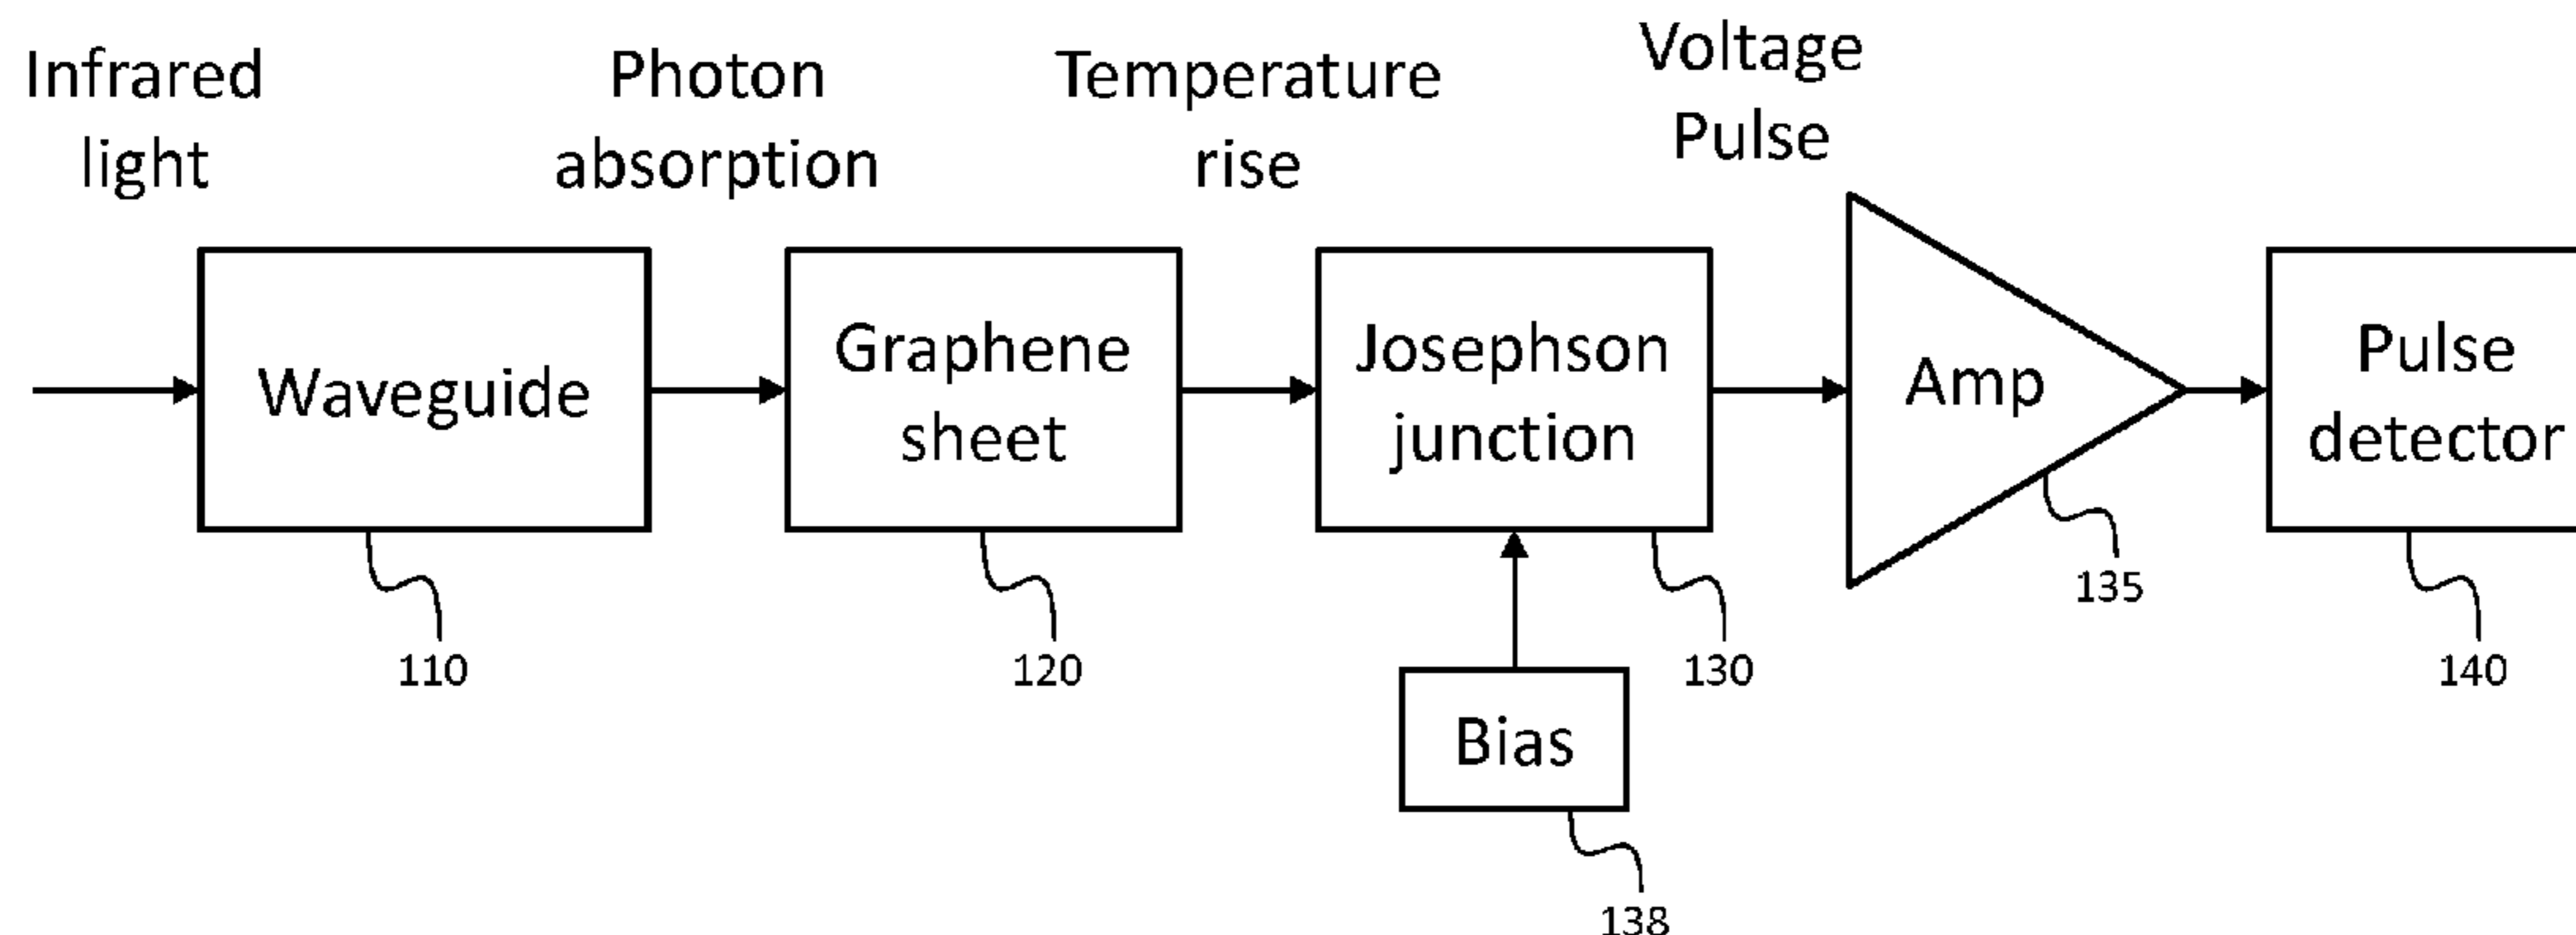 Infrared
light
Photon
absorption
Temperature
rise
Voltage
Pulse
Waveguide
Graphene
sheet
Josephson
junction
Amp
Pulse
detector
135
110
120
130
140
Bias
138